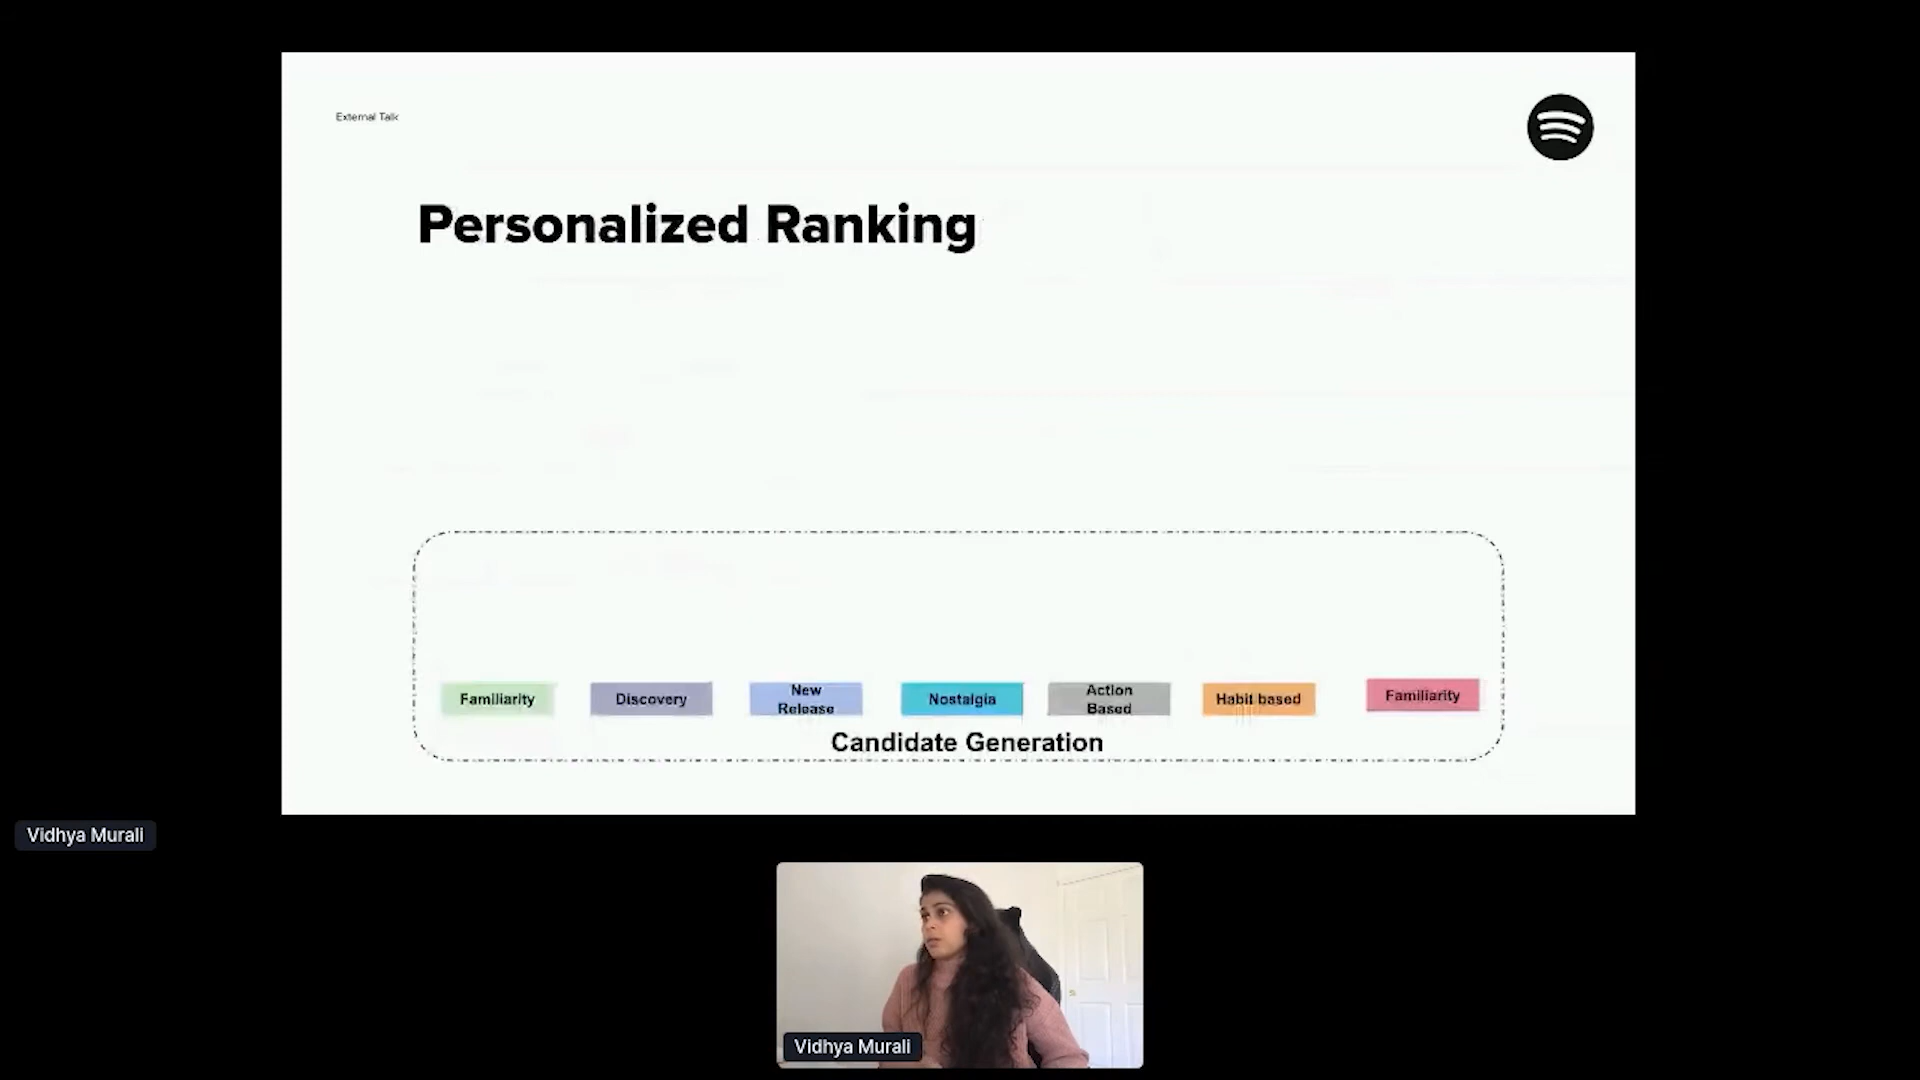 External Talk
Personalized Ranking
Familiarity
Discovery
New
Release
Nostalgia
Action
Based
Habit based
Familiarity
Candidate Generation
Vidhya Murali
Vidhya Murali